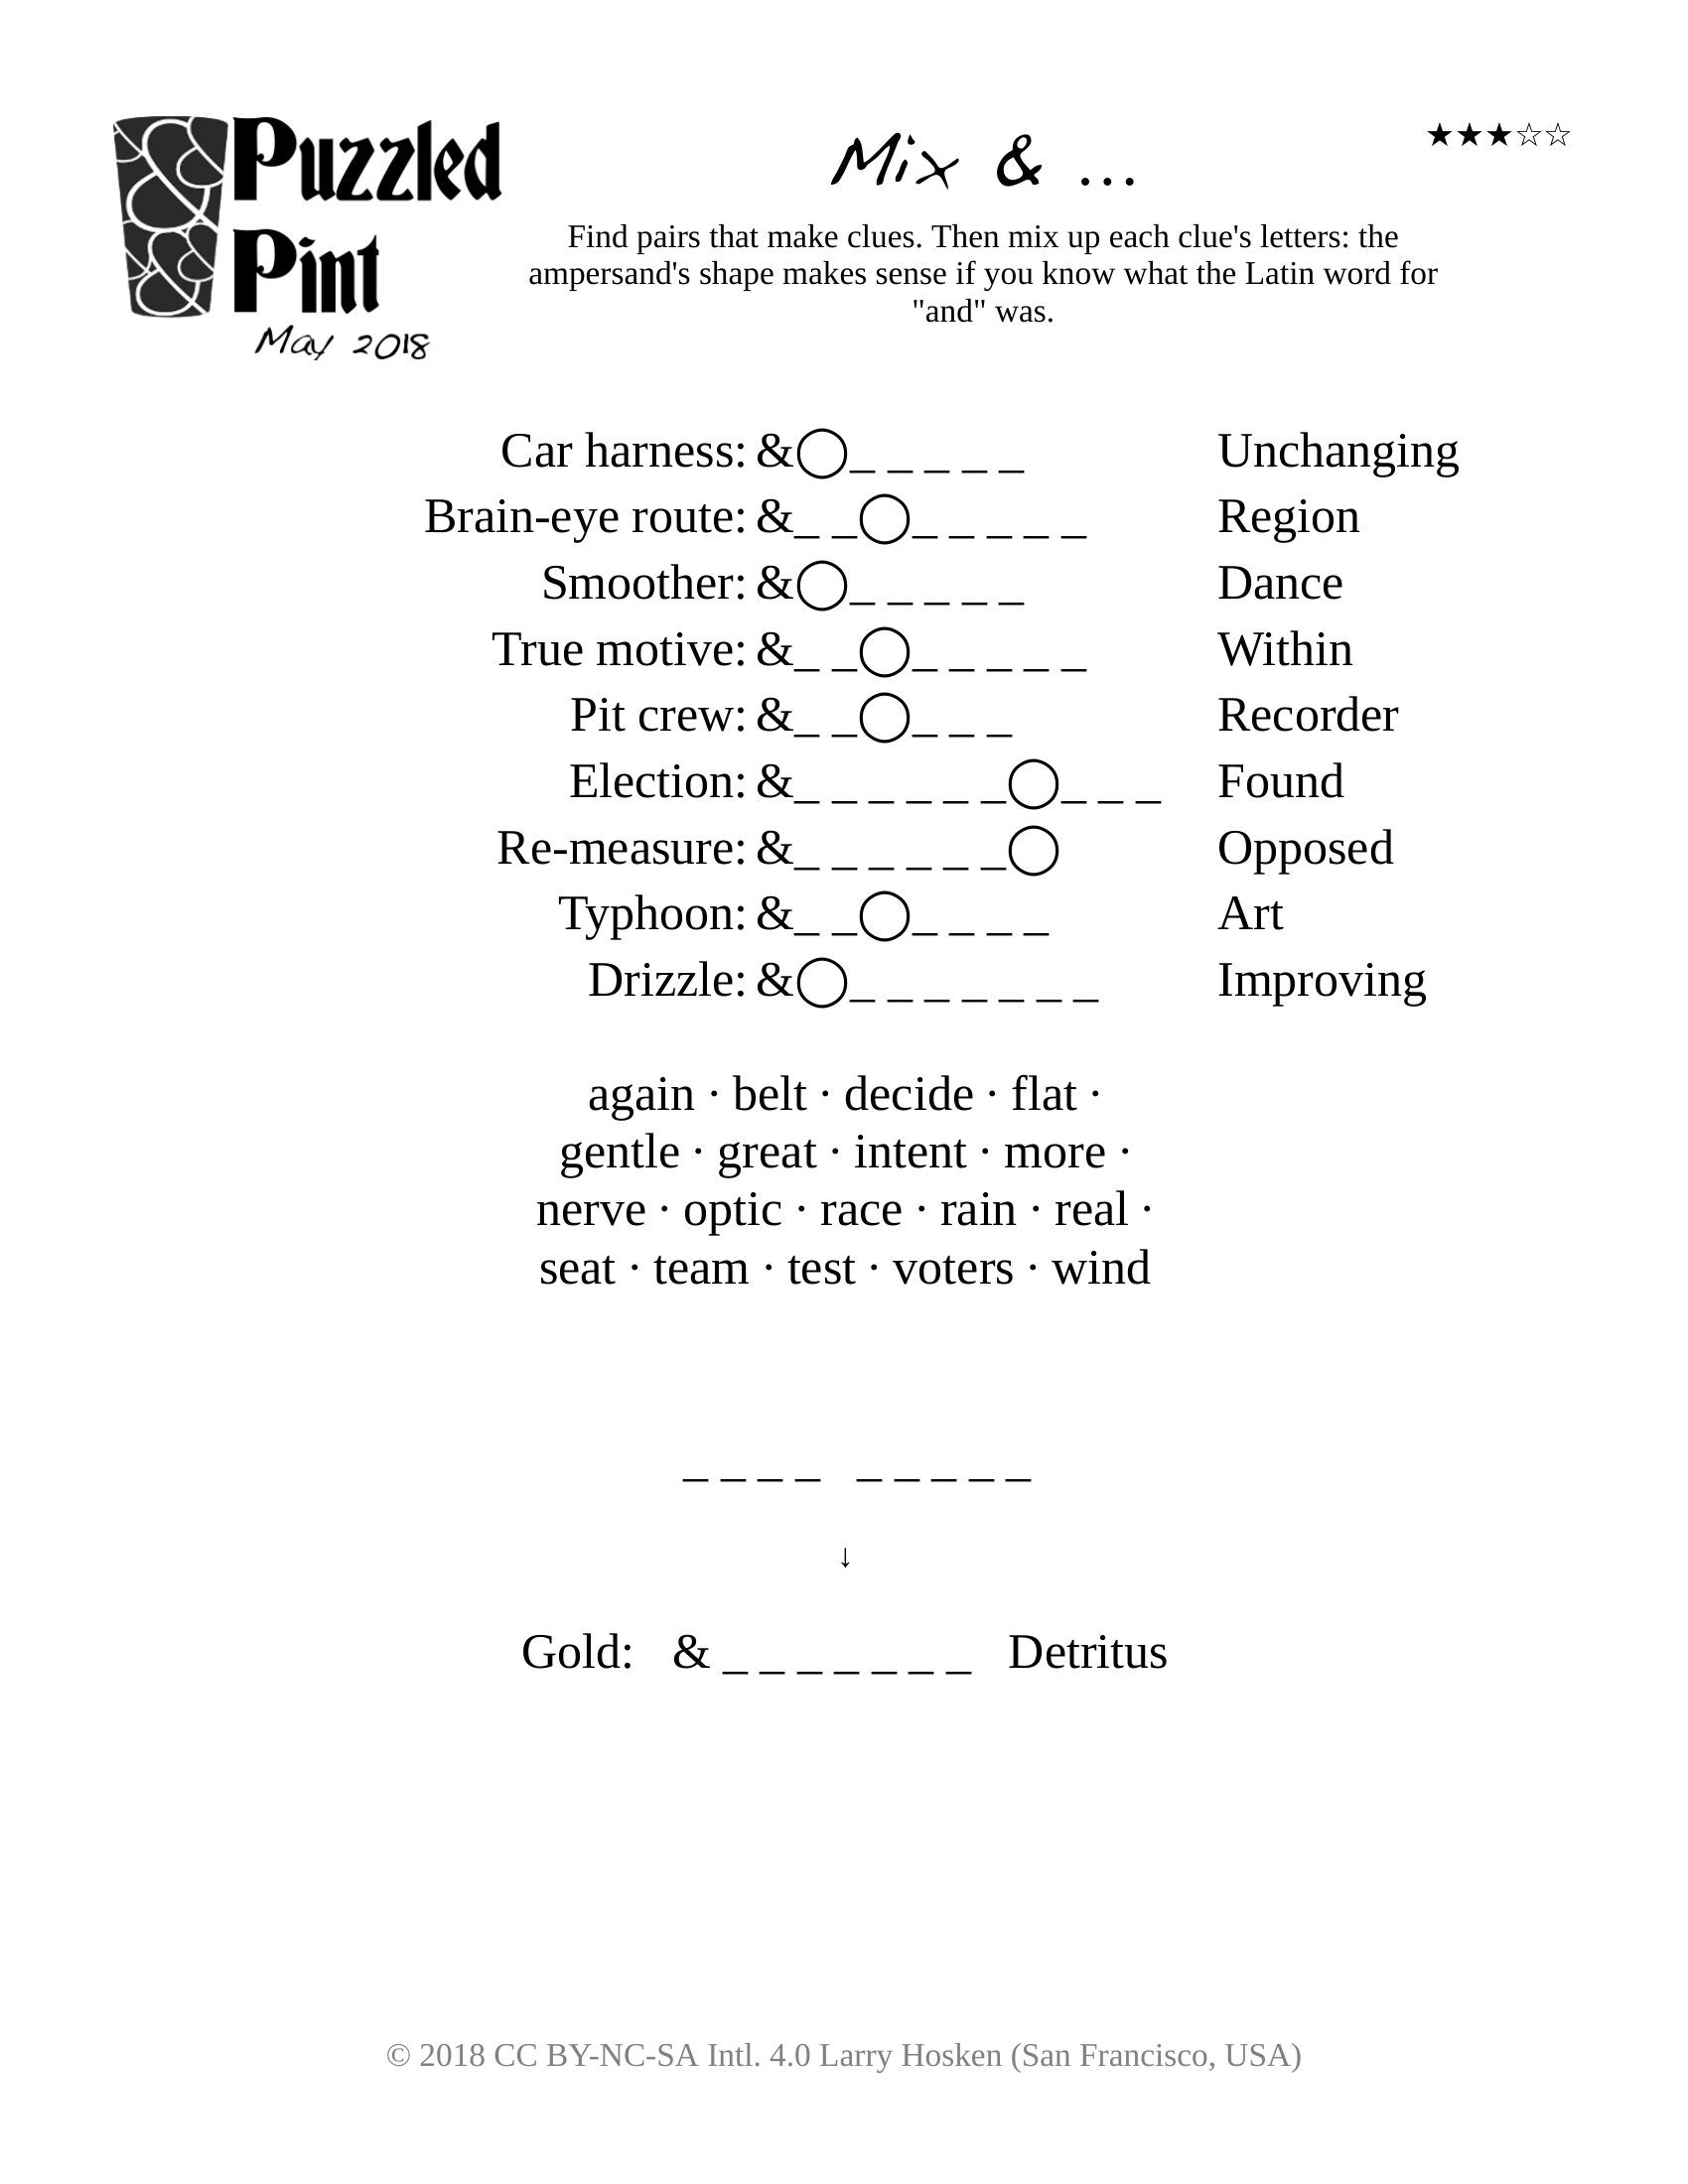 Puzzled
Pint
May 2018
Mix & ...
★★★☆☆
Find pairs that make clues. Then mix up each clue's letters: the
ampersand's shape makes sense if you know what the Latin word for
"and" was.
Car harness: &◯_ _ _ _ _ Unchanging
Brain-eye route: &_ _◯_ _ _ _ _ Region
Smoother: &◯_ _ _ _ _ Dance
True motive: &_ _◯_ _ _ _ _ Within
Pit crew: &_ _◯_ _ _ Recorder
Election: &_ _ _ _ _ _◯_ _ _ Found
Re-measure: &_ _ _ _ _ _◯ Opposed
Typhoon: &_ _◯_ _ _ _ Art
Drizzle: &◯_ _ _ _ _ _ _ Improving
again · belt · decide · flat ·
gentle · great · intent · more ·
nerve · optic · race · rain · real ·
seat · team · test · voters · wind
_ _ _ _ _ _ _ _ _
↓
Gold: & _ _ _ _ _ _ _ Detritus
© 2018 CC BY-NC-SA Intl. 4.0 Larry Hosken (San Francisco, USA)